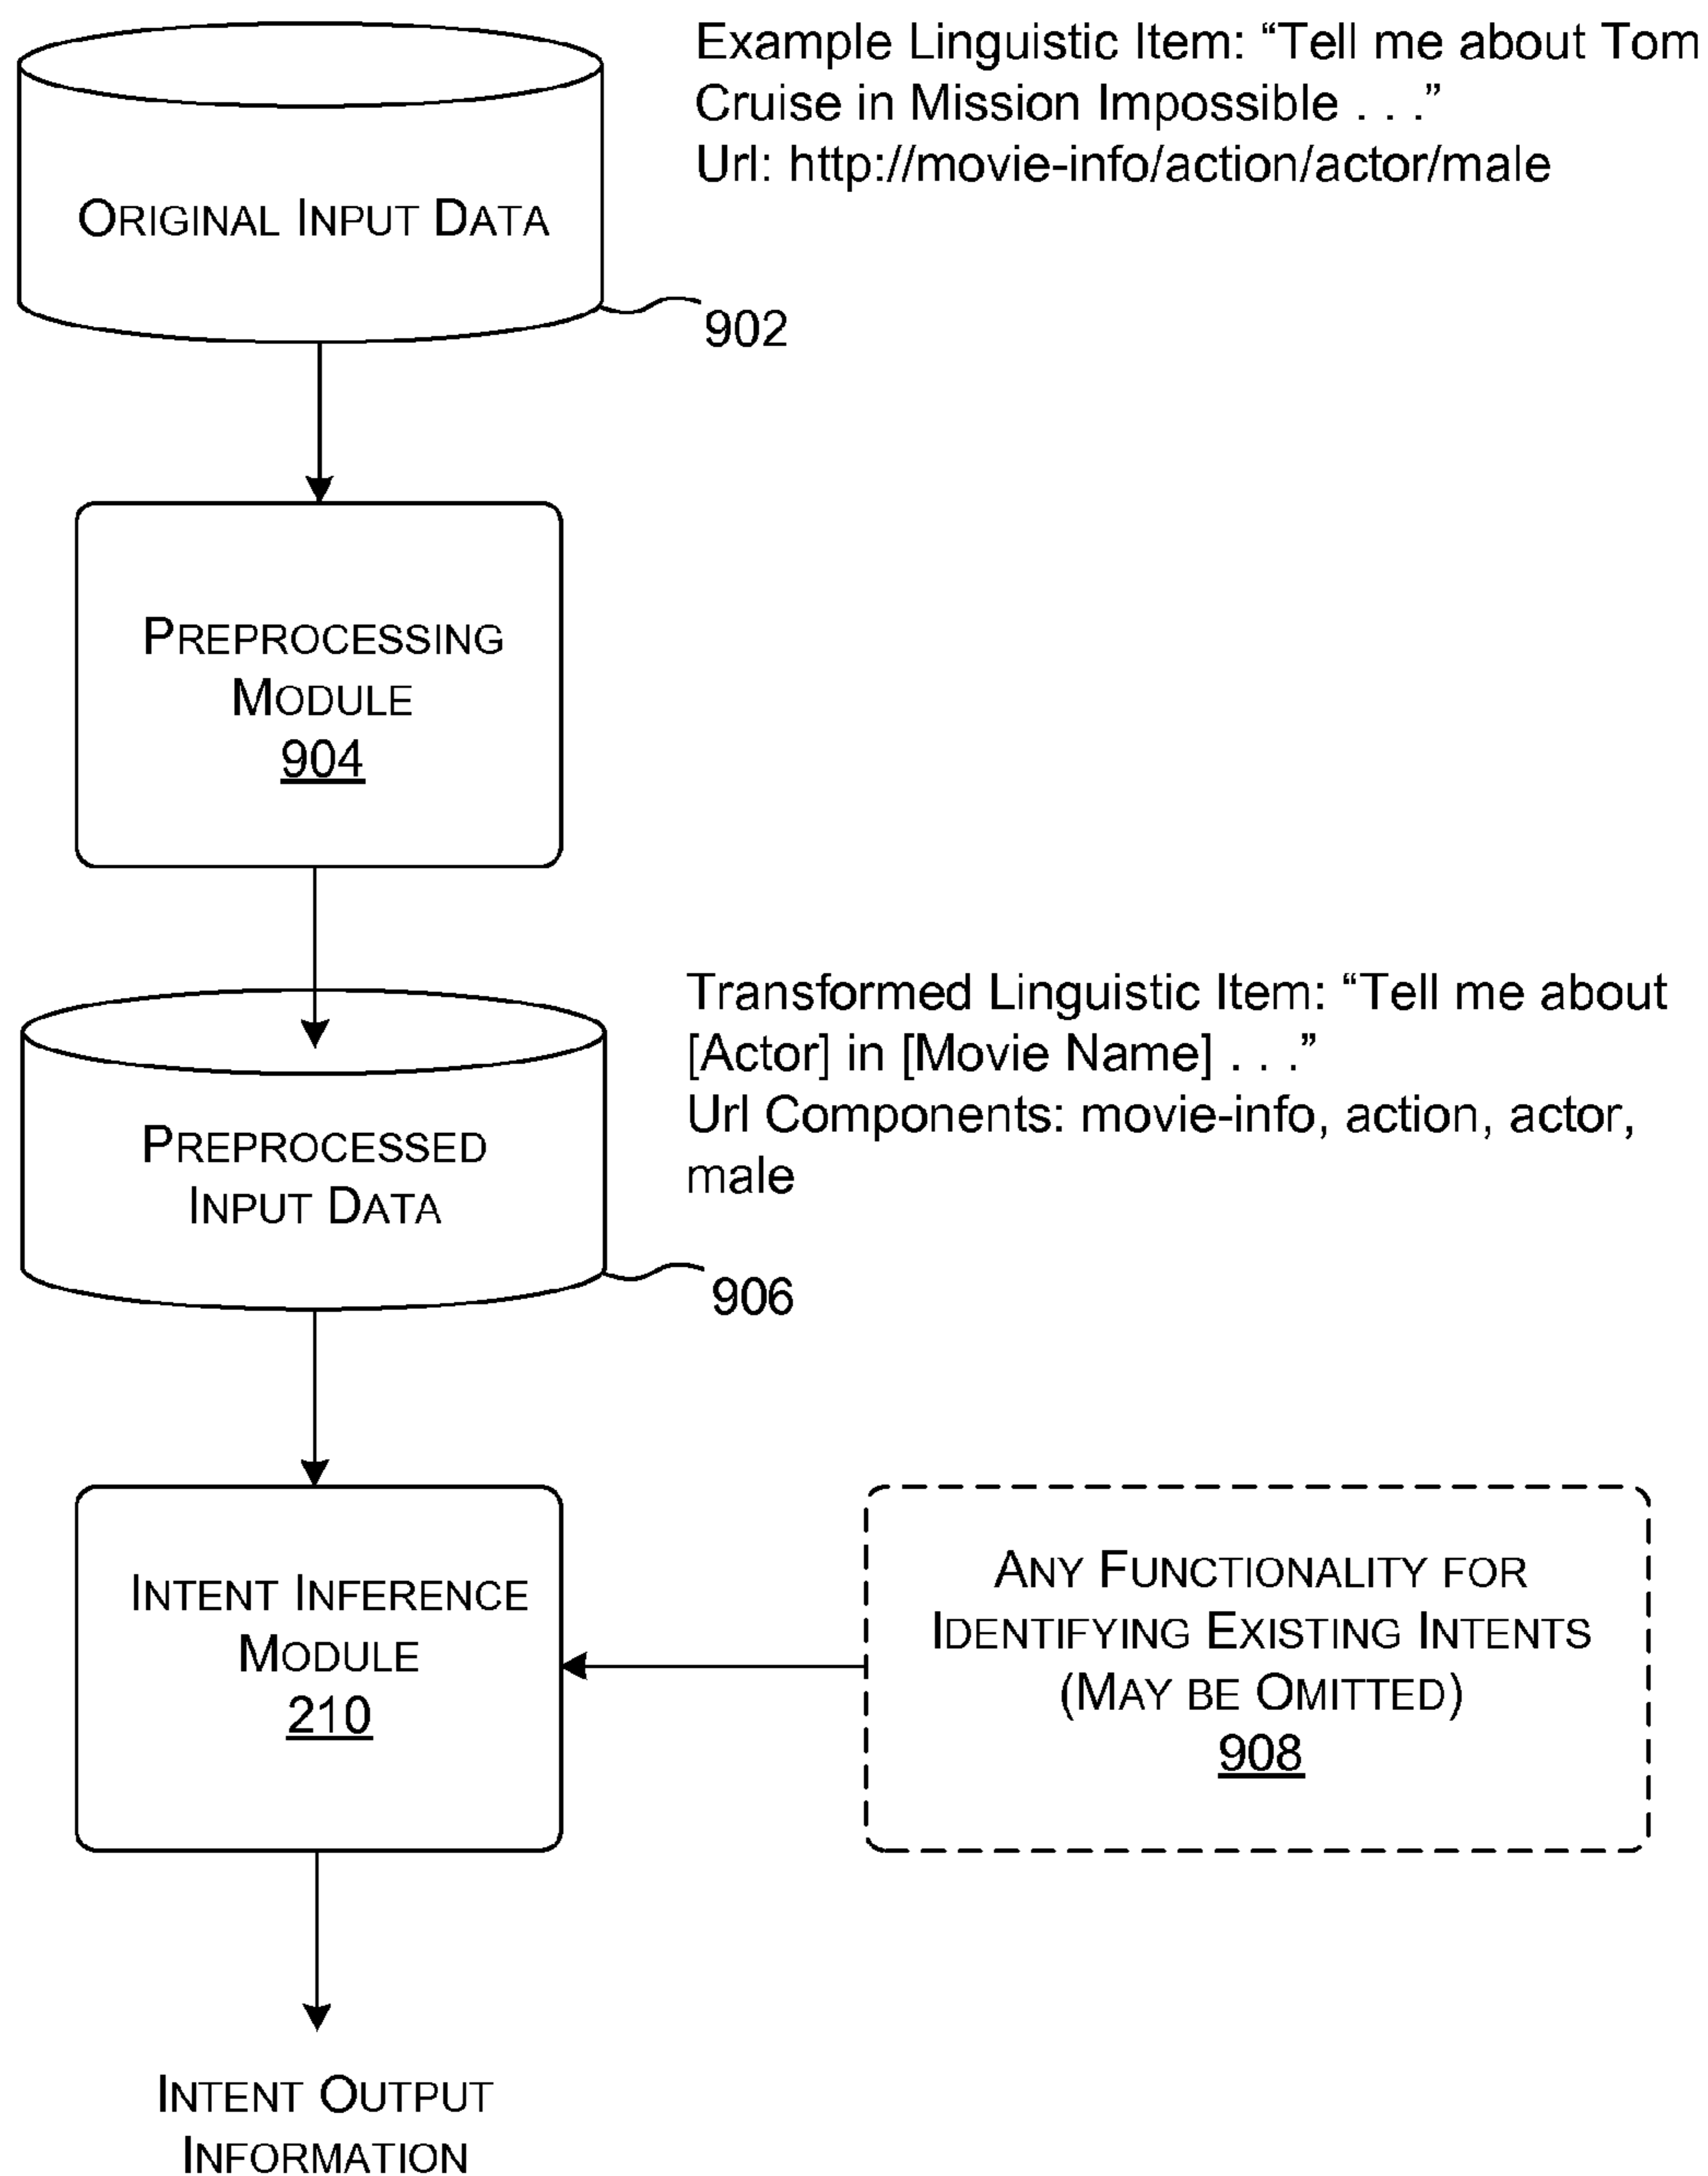 Example Linguistic Item: “Tell me about Tom
Cruise in Mission Impossible . . .”
Url: http://movie-info/action/actor/male
ORIGINAL INPUT DATA
902
PREPROCESSING
MODULE
904
Transformed Linguistic Item: “Tell me about
[Actor] in [Movie Name] . . .”
Url Components: movie-info, action, actor,
male
PREPROCESSED
INPUT DATA
906
INTENT INFERENCE
MODULE
210
ANY FUNCTIONALITY FOR
IDENTIFYING EXISTING INTENTS
(MAY BE OMITTED)
908
INTENT OUTPUT
INFORMATION